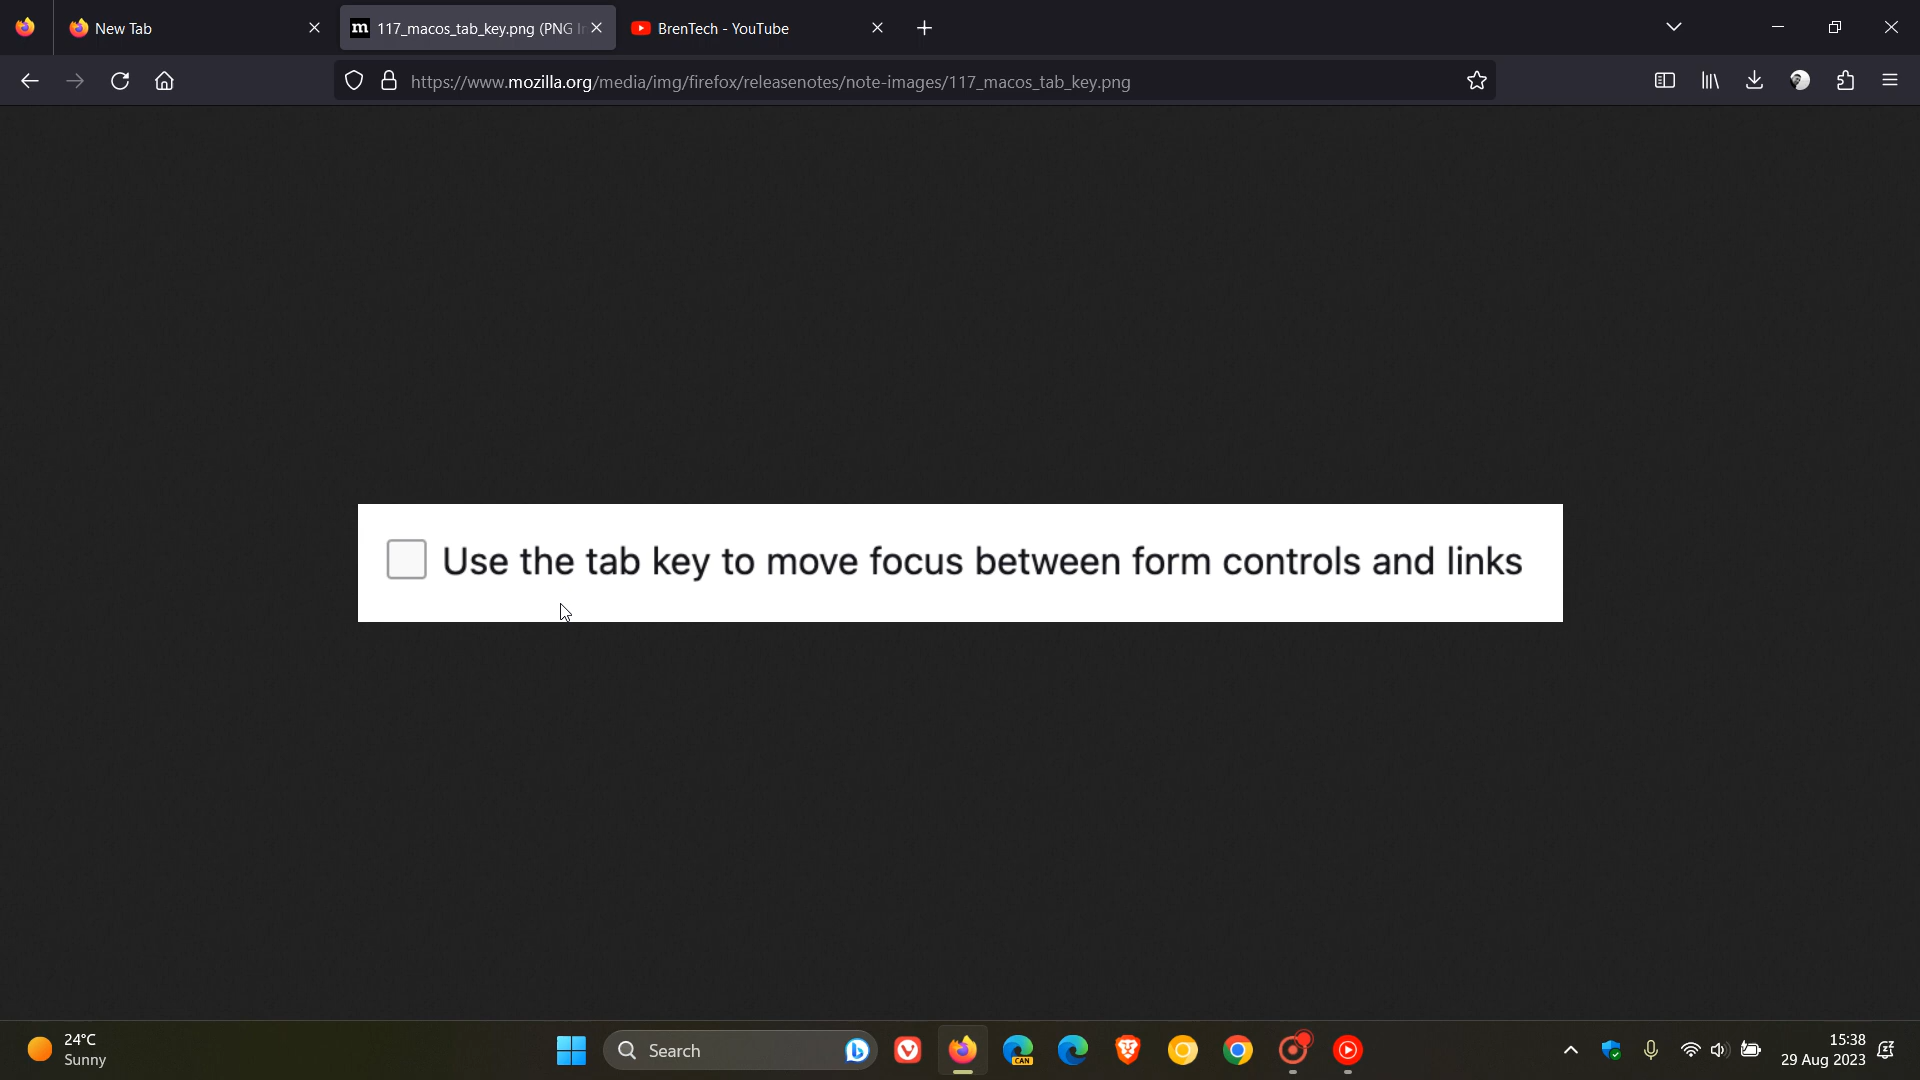 New Tab
117_macos_tab_key.png (PNG I
BrenTech - YouTube
https://www.mozilla.org/media/img/firefox/releasenotes/note-images/117_macos_tab_key.png
Use the tab key to move focus between form controls and links
24°C
Sunny
Search
CAN
15:38
29 Aug 2023